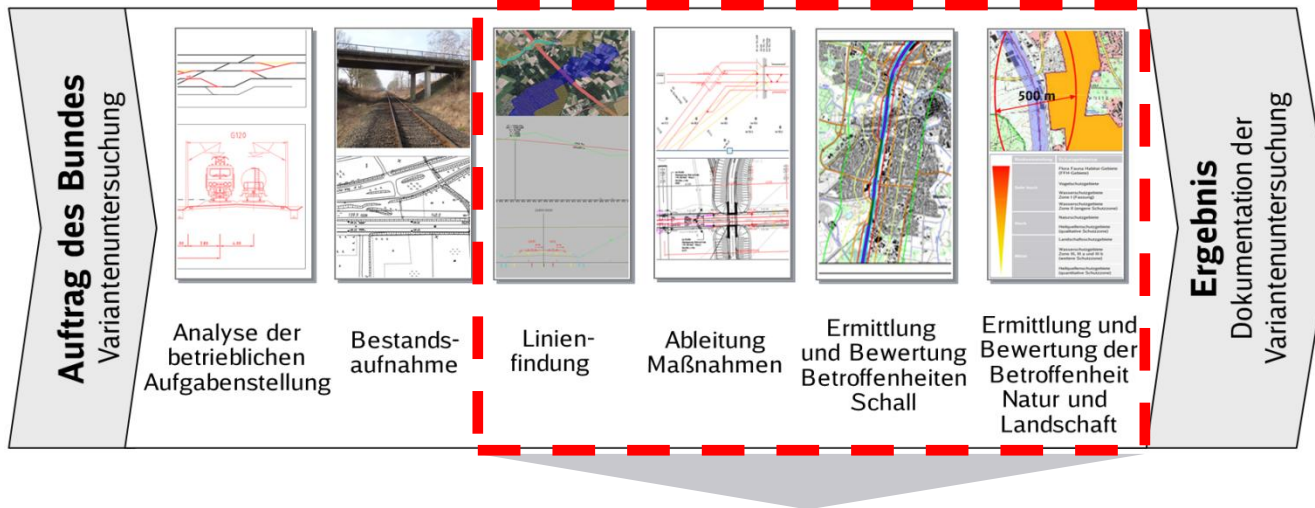 Auftrag des Bundes
Variantenuntersuchung
G120
Analyse der
betrieblichen
Aufgabenstellung
Bestands-
aufnahme
Linien-
findung
Ableitung
Maßnahmen
Ermittlung
und Bewertung
Betroffenheiten
Schall
500 m
Ermittlung und
Bewertung der
Betroffenheit
Natur und
Landschaft
Ergebnis
Dokumentation der
Variantenuntersuchung